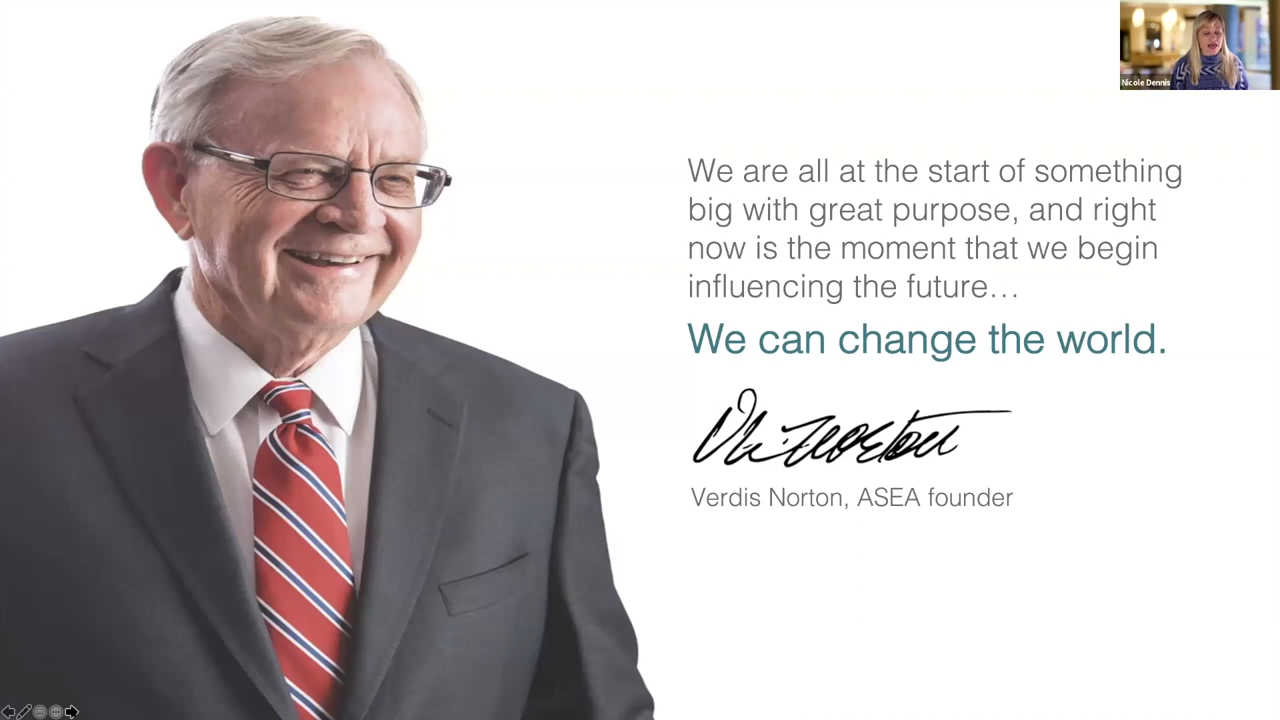 Nicole Dennis
We are all at the start of something
big with great purpose, and right
now is the moment that we begin
influencing the future…
We can change the world.
Verdis Norton, ASEA founder